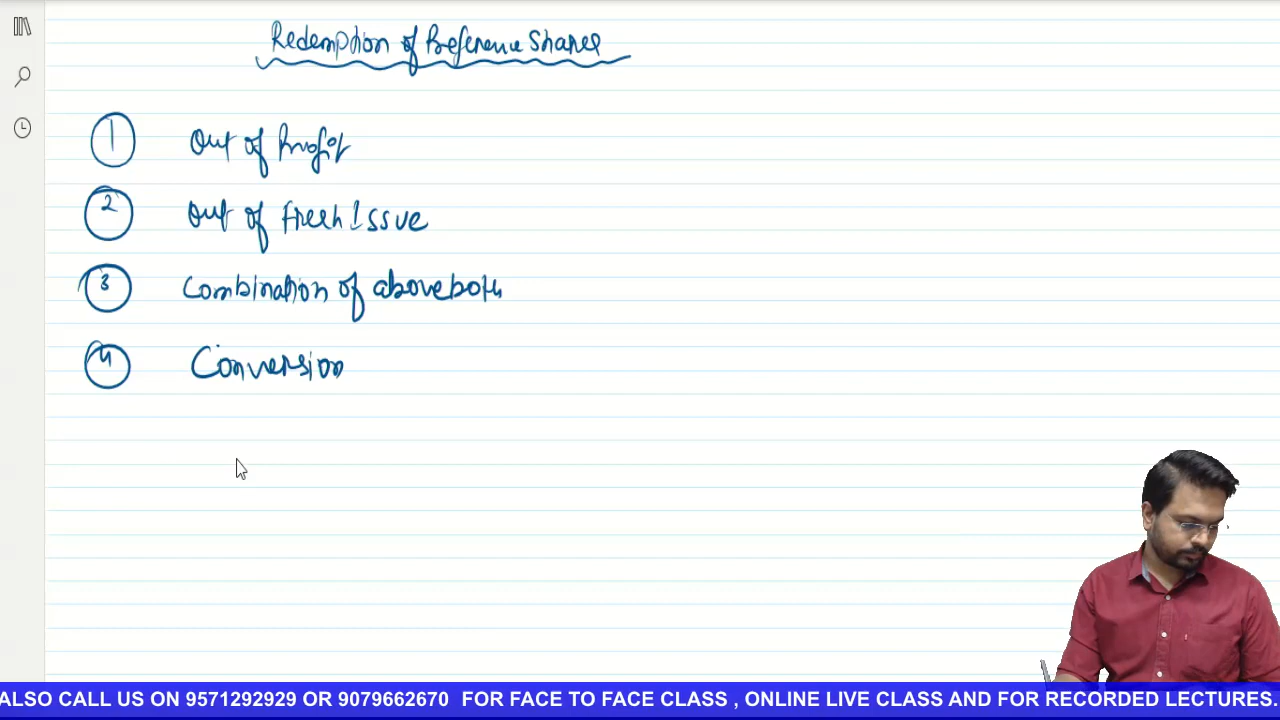 Redemption of Preference Shares
1 Out of Profit
2 Out of Fresh Issue
3 Combination of above both
4 Conversion
ALSO CALL US ON 9571292929 OR 9079662670 FOR FACE TO FACE CLASS , ONLINE LIVE CLASS AND FOR RECORDED LECTURES.